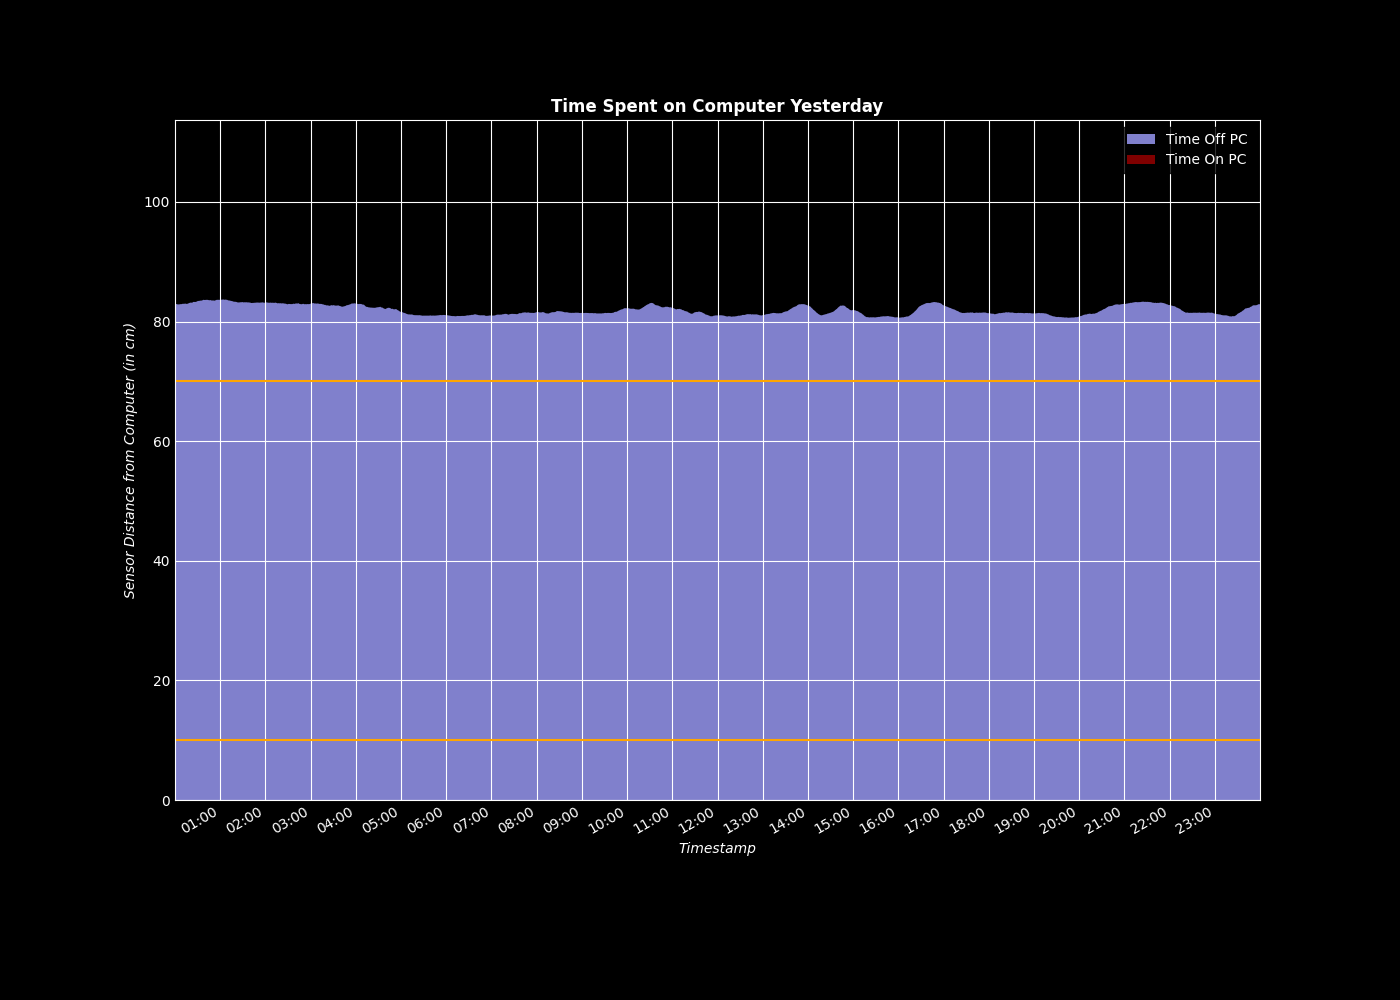 Time Spent on Computer Yesterday
Time Off PC
Time On PC
Sensor Distance from Computer (in cm)
100
80
60
40
20
0
01:00 02:00 03:00 04:00 05:00 06:00 07:00 08:00 09:00 10:00 11:00 12:00 13:00 14:00 15:00 16:00 17:00 18:00 19:00 20:00 21:00 22:00 23:00
Timestamp